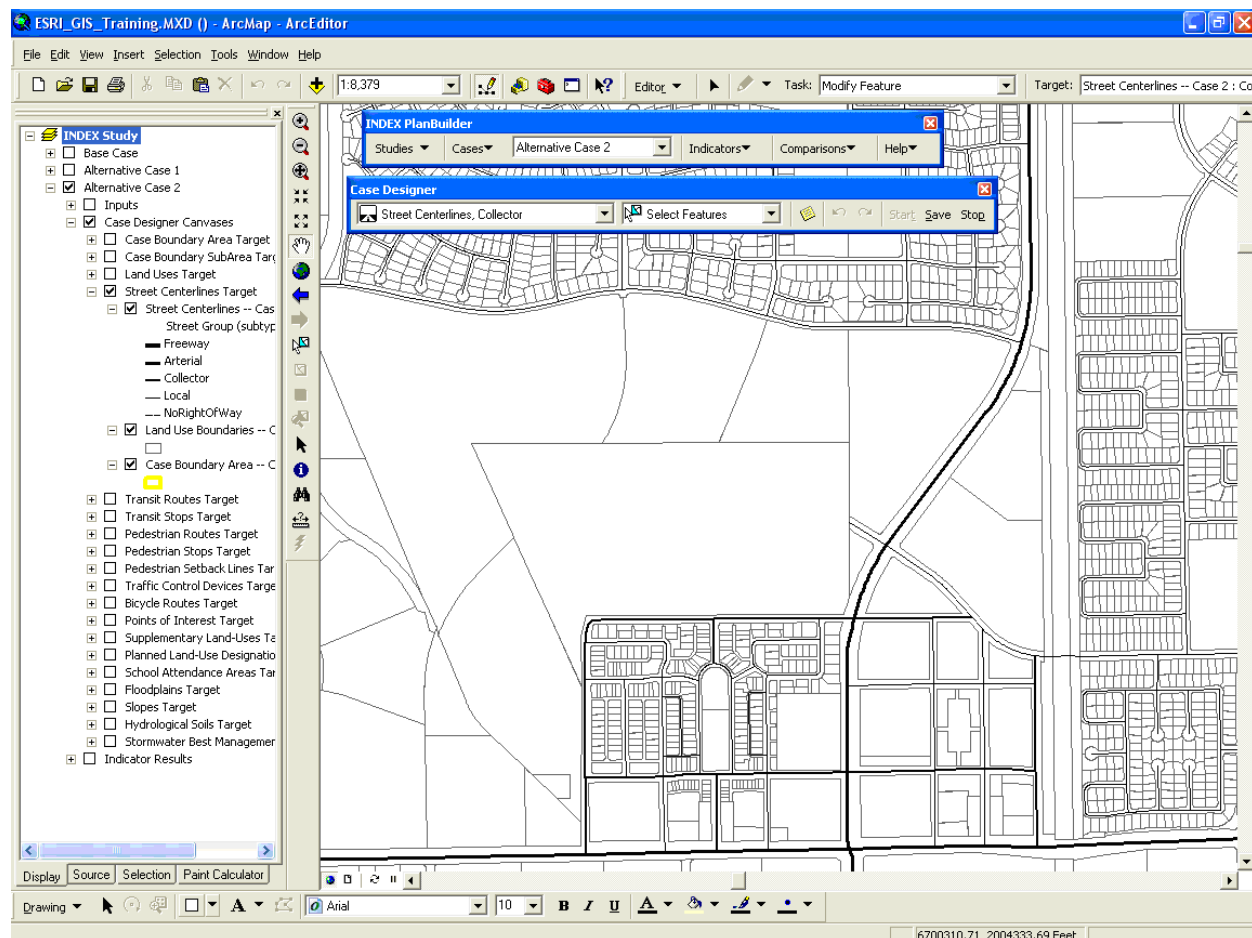 ESRI_GIS_Training.MXD () - ArcMap - ArcEditor
File Edit View Insert Selection Tools Window Help
1:8,379 Editor Task: Modify Feature Target: Street Centerlines -- Case 2 : Co
INDEX PlanBuilder
Studies Cases Alternative Case 2 Indicators Comparisons Help
Case Designer
Street Centerlines, Collector Select Features Start Save Stop
INDEX Study
Base Case
Alternative Case 1
Alternative Case 2
Inputs
Case Designer Canvases
Case Boundary Area Target
Case Boundary SubArea Targ
Land Uses Target
Street Centerlines Target
Street Centerlines -- Cas
Street Group (subtyp
Freeway
Arterial
Collector
Local
NoRightOfWay
Land Use Boundaries -- C
Case Boundary Area -- C
Transit Routes Target
Transit Stops Target
Pedestrian Routes Target
Pedestrian Stops Target
Pedestrian Setback Lines Tar
Traffic Control Devices Targe
Bicycle Routes Target
Points of Interest Target
Supplementary Land-Uses Ta
Planned Land-Use Designatio
School Attendance Areas Tar
Floodplains Target
Slopes Target
Hydrological Soils Target
Stormwater Best Managemer
Indicator Results
Display Source Selection Paint Calculator
Drawing A Arial 10 B I U A
6700310.71 2004333.69 Feet